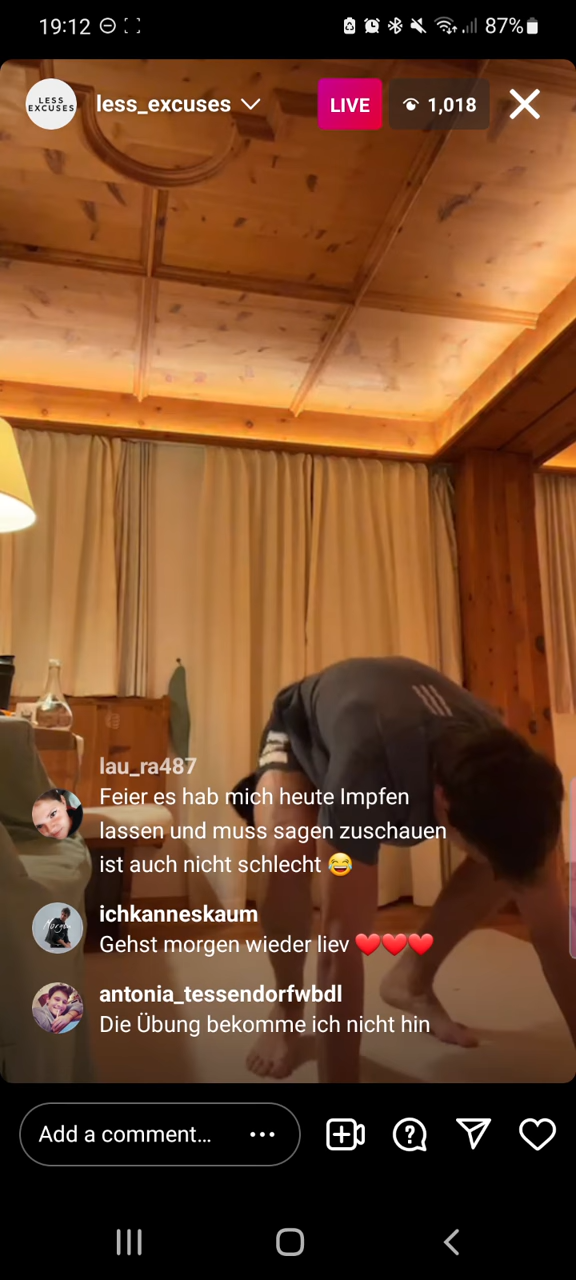 19:12
87%
LESS
EXCUSES
less_excuses
LIVE
1,018
lau_ra487
Feier es hab mich heute Impfen
lassen und muss sagen zuschauen
ist auch nicht schlecht 😂
ichkanneskaum
Gehst morgen wieder liev ❤️❤️❤️
antonia_tessendorfwbdl
Die Übung bekomme ich nicht hin
Add a comment...